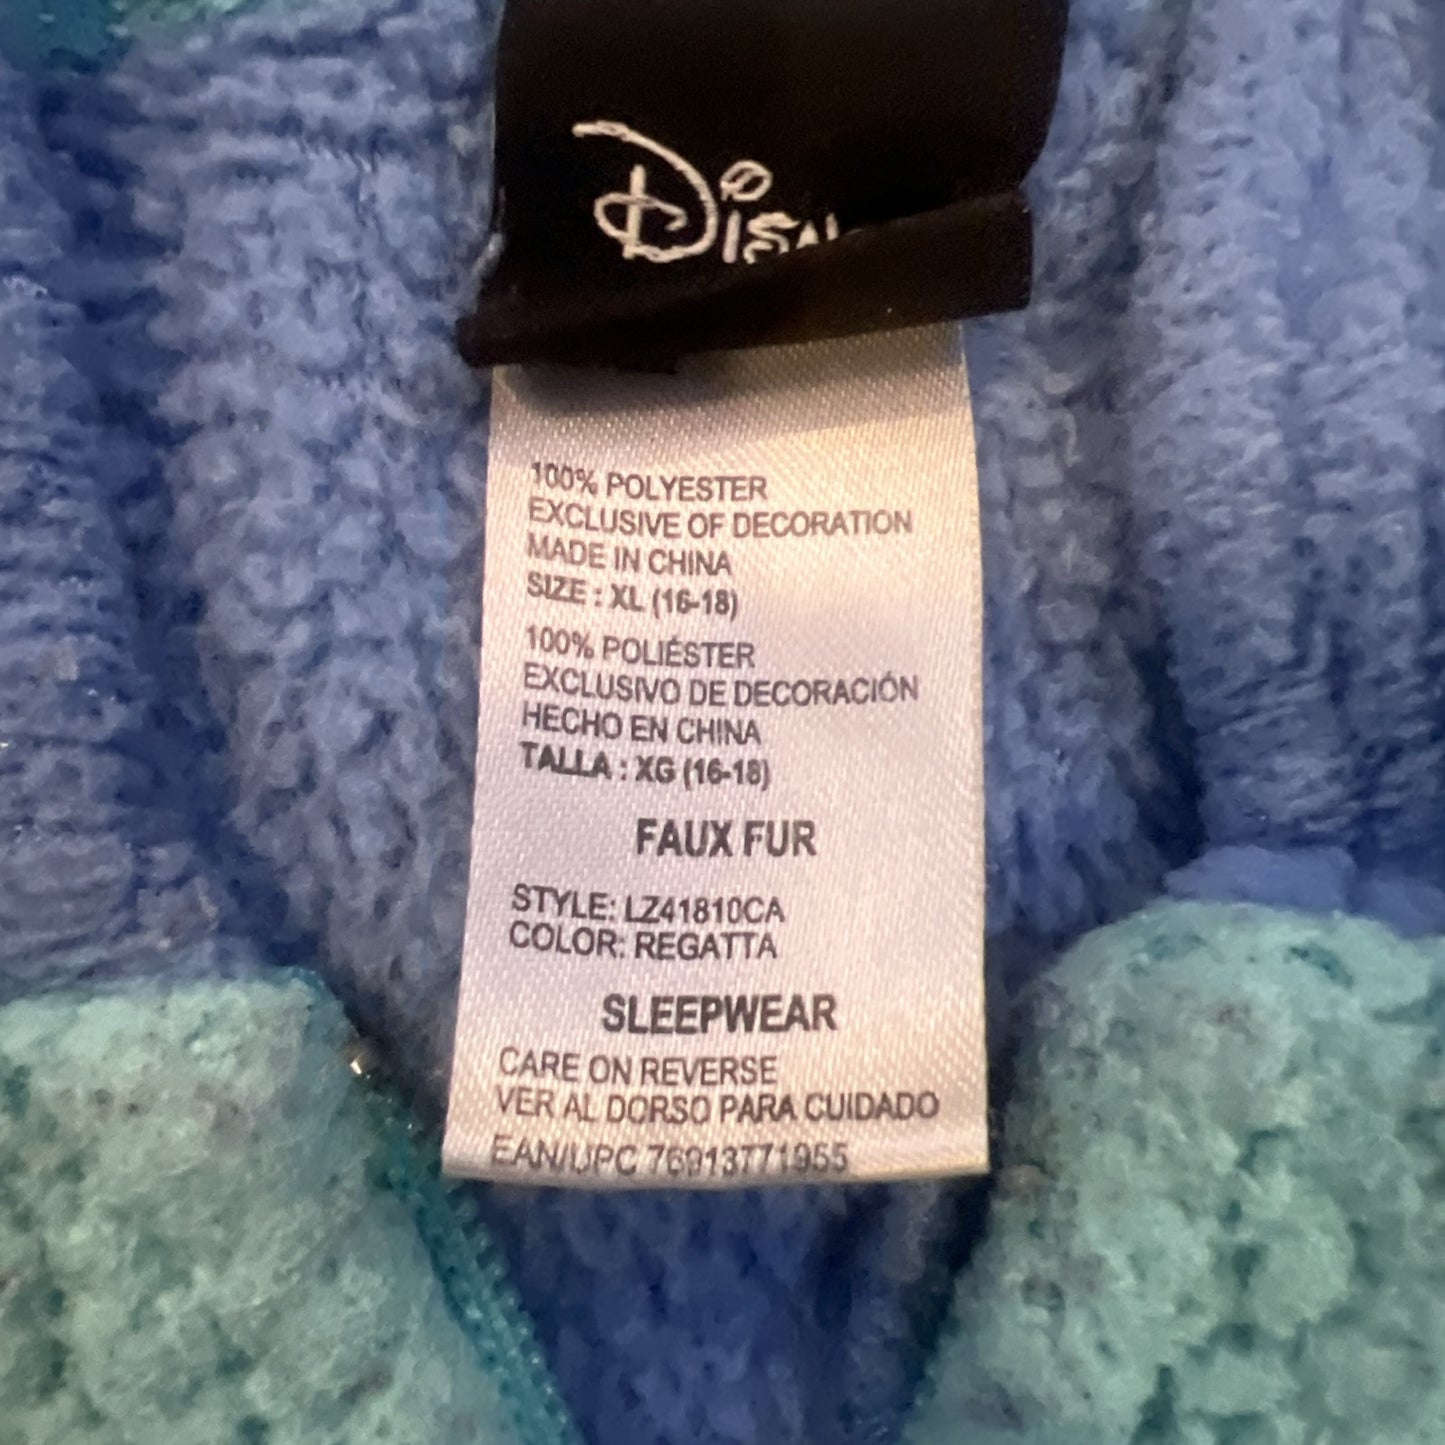 100% POLYESTER
EXCLUSIVE OF DECORATION
MADE IN CHINA
SIZE : XL (16-18)
100% POLIÉSTER
EXCLUSIVO DE DECORACIÓN
HECHO EN CHINA
TALLA : XG (16-18)
FAUX FUR
STYLE: LZ41810CA
COLOR: REGATTA
SLEEPWEAR
CARE ON REVERSE
VER AL DORSO PARA CUIDADO
EAN/UPC 76913771955